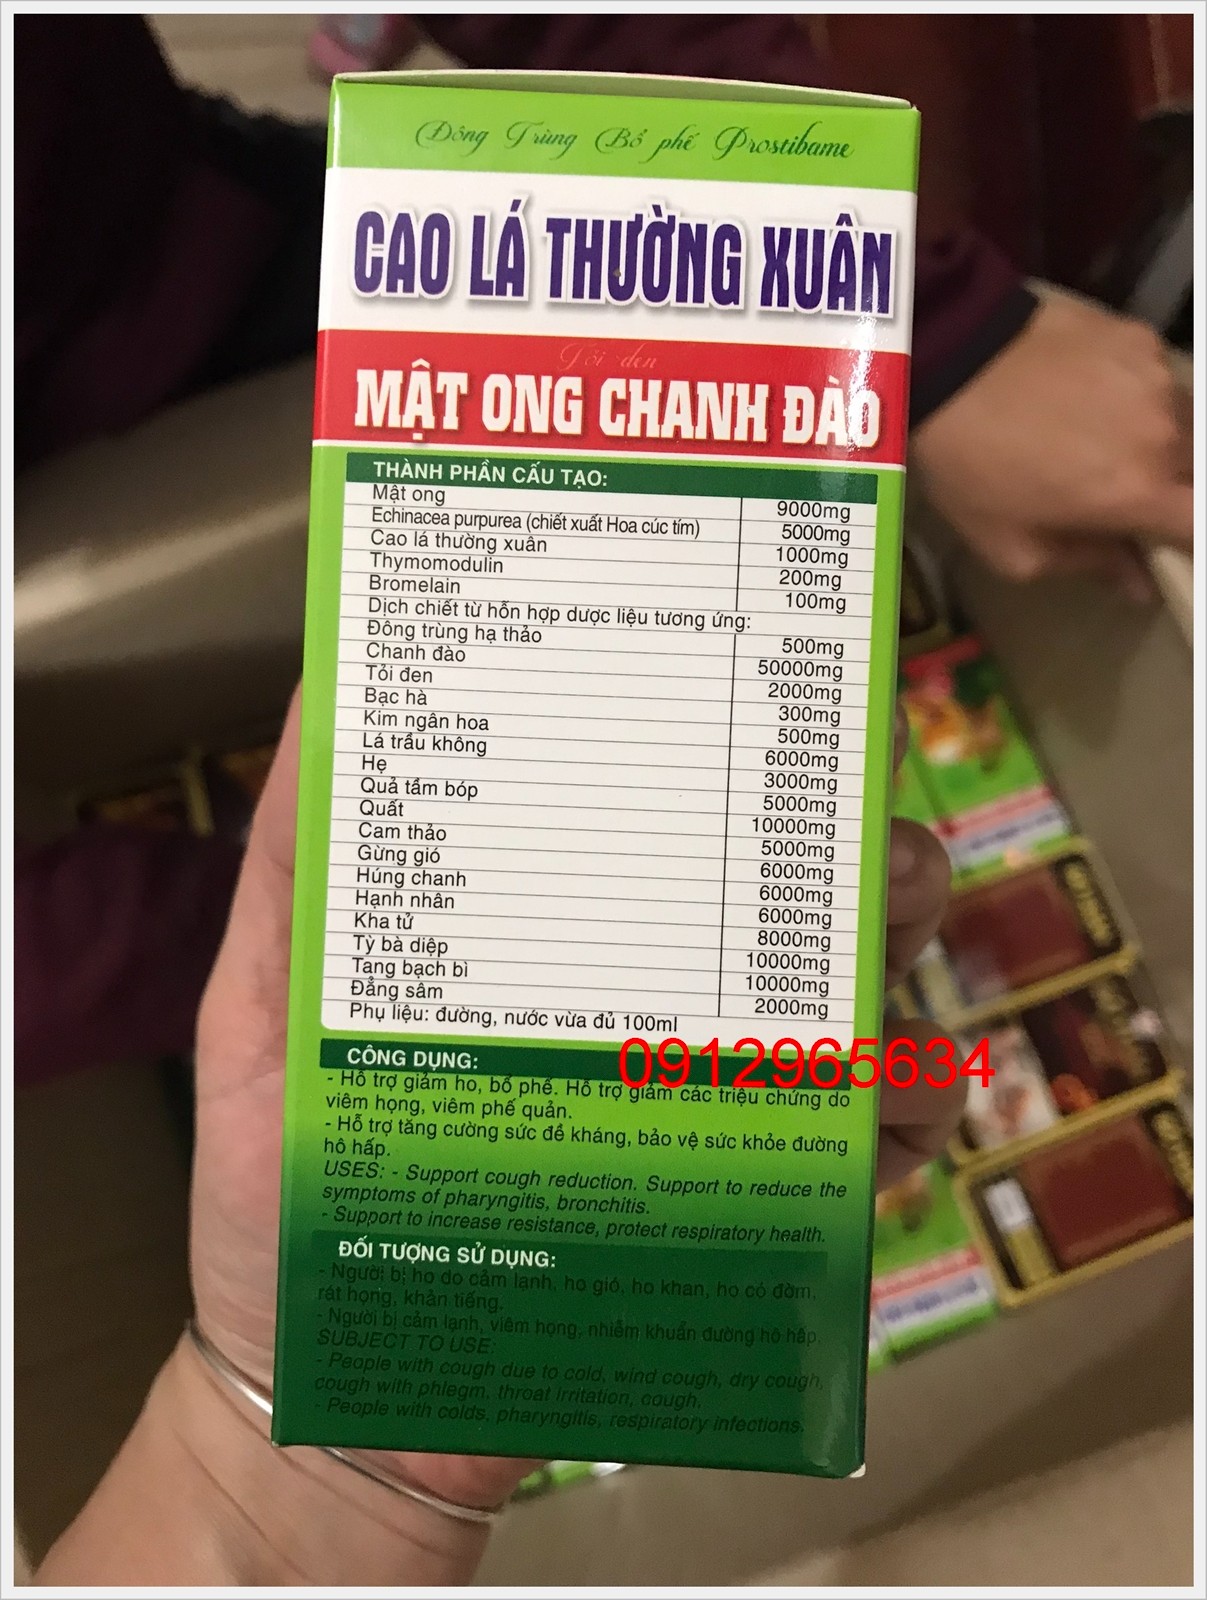 Đông Trùng Bổ phế Prostibame
CAO LÁ THƯỜNG XUÂN
Tỏi đen
MẬT ONG CHANH ĐÀO
THÀNH PHẦN CẤU TẠO:
Mật ong 9000mg
Echinacea purpurea (chiết xuất Hoa cúc tím) 5000mg
Cao lá thường xuân 1000mg
Thymomodulin 200mg
Bromelain 100mg
Dịch chiết từ hỗn hợp dược liệu tương ứng:
Đông trùng hạ thảo 500mg
Chanh đào 50000mg
Tỏi đen 2000mg
Bạc hà 300mg
Kim ngân hoa 500mg
Lá trầu không 6000mg
Hẹ 3000mg
Quả tầm bóp 5000mg
Quất 10000mg
Cam thảo 5000mg
Gừng gió 6000mg
Húng chanh 6000mg
Hạnh nhân 6000mg
Kha tử 8000mg
Tỳ bà diệp 10000mg
Tang bạch bì 10000mg
Đẳng sâm 2000mg
Phụ liệu: đường, nước vừa đủ 100ml
0912965634
CÔNG DỤNG:
- Hỗ trợ giảm ho, bổ phế. Hỗ trợ giảm các triệu chứng do
viêm họng, viêm phế quản.
- Hỗ trợ tăng cường sức đề kháng, bảo vệ sức khỏe đường
hô hấp.
USES: - Support cough reduction. Support to reduce the
symptoms of pharyngitis, bronchitis.
- Support to increase resistance, protect respiratory health.
ĐỐI TƯỢNG SỬ DỤNG:
- Người bị ho do cảm lạnh, ho gió, ho khan, ho có đờm,
rát họng, khản tiếng.
- Người bị cảm lạnh, viêm họng, nhiễm khuẩn đường hô hấp.
SUBJECT TO USE:
- People with cough due to cold, wind cough, dry cough,
cough with phlegm, throat irritation, cough.
- People with colds, pharyngitis, respiratory infections.